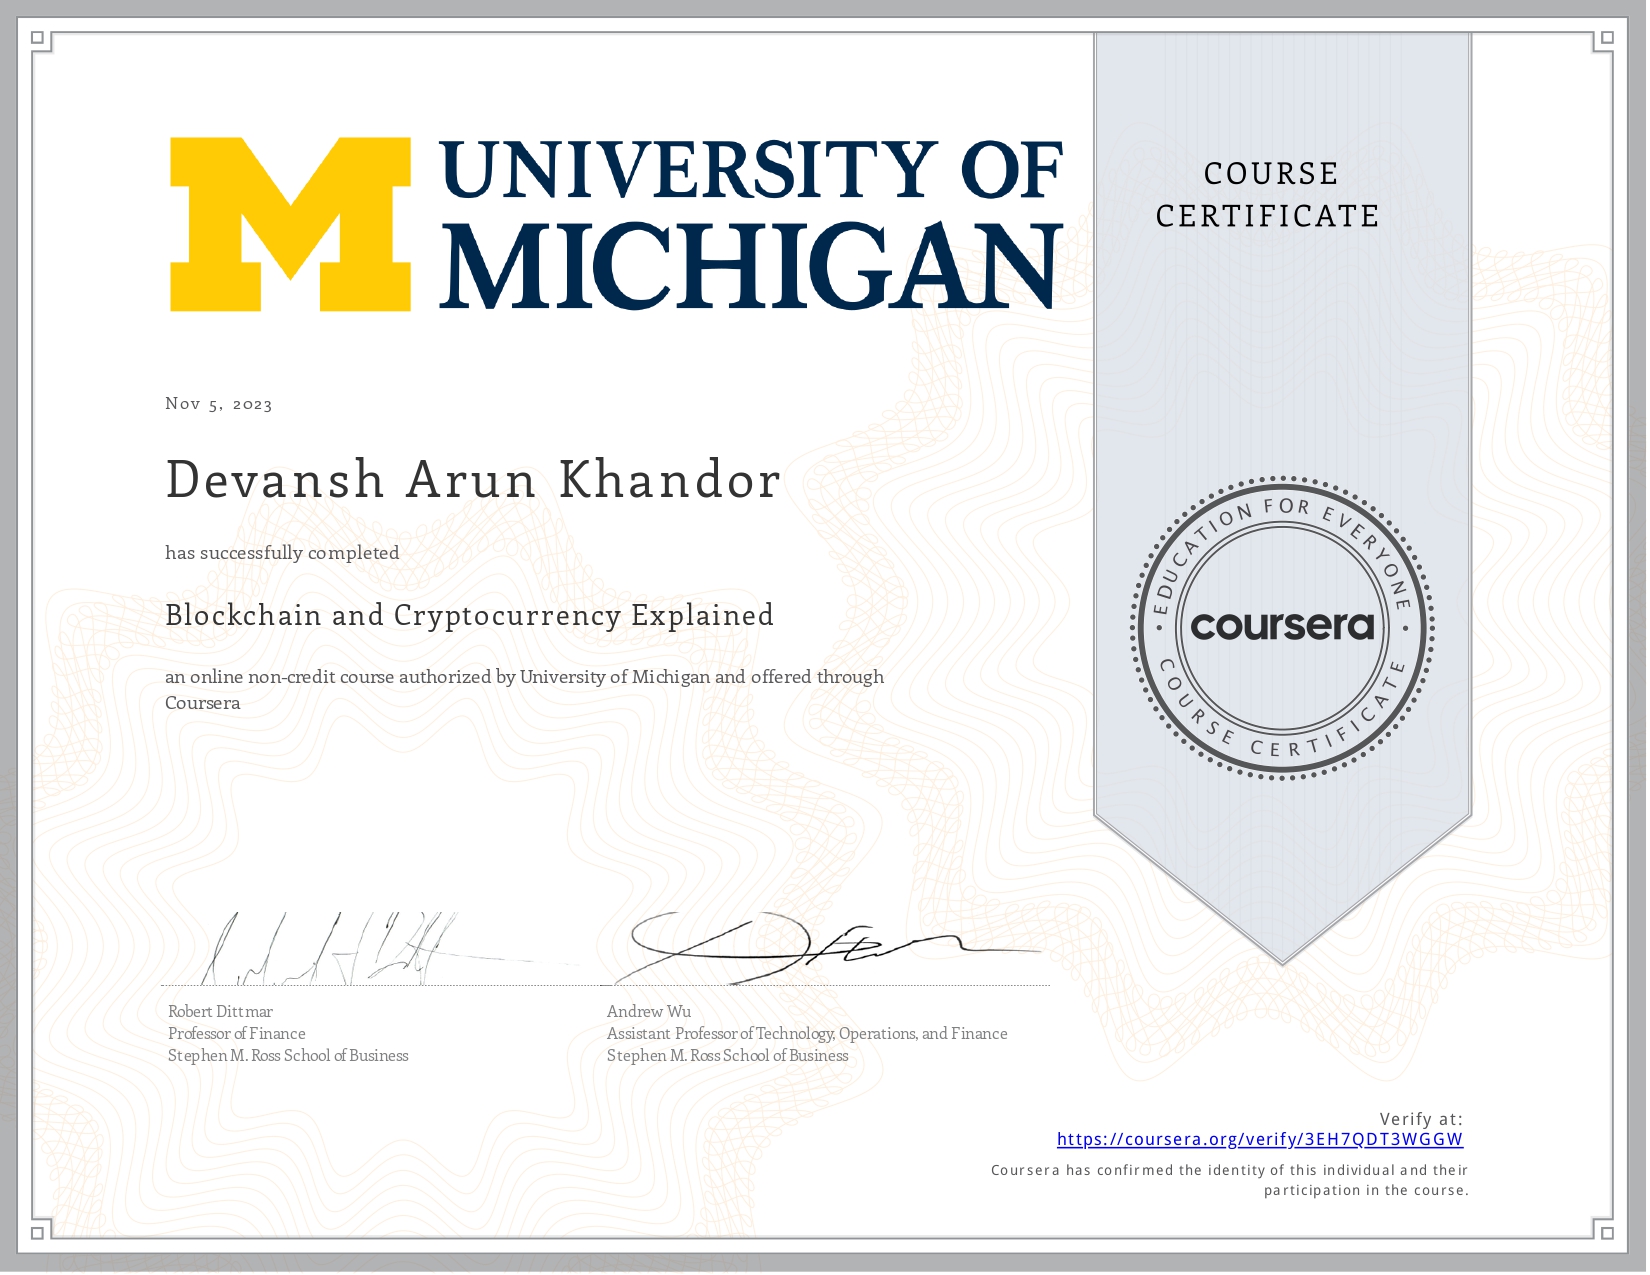 UNIVERSITY OF
MICHIGAN
COURSE
CERTIFICATE
Nov 5, 2023
Devansh Arun Khandor
has successfully completed
Blockchain and Cryptocurrency Explained
an online non-credit course authorized by University of Michigan and offered through
Coursera
EDUCATION FOR EVERYONE
coursera
COURSE CERTIFICATE
Robert Dittmar
Professor of Finance
Stephen M. Ross School of Business
Andrew Wu
Assistant Professor of Technology, Operations, and Finance
Stephen M. Ross School of Business
Verify at:
https://coursera.org/verify/3EH7QDT3WGGW
Coursera has confirmed the identity of this individual and their
participation in the course.